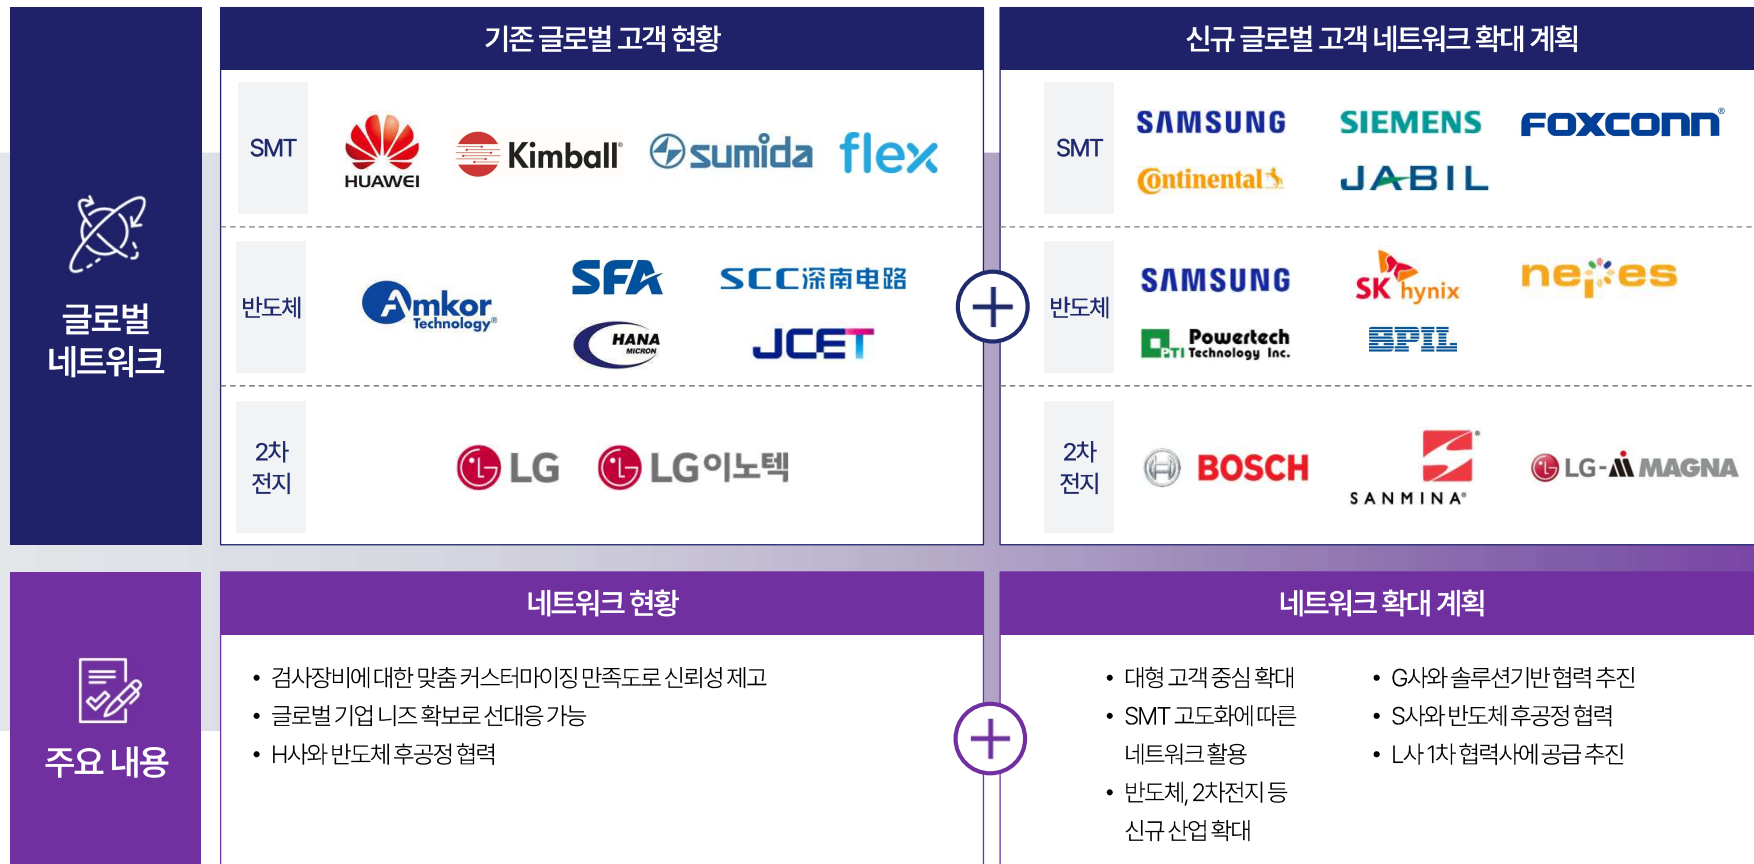 글로벌
네트워크
기존 글로벌 고객 현황
SMT
HUAWEI
Kimball®
sumida
flex
반도체
Amkor
Technology®
SFA
SCC深南电路
HANA
MICRON
JCET
2차
전지
LG
LG이노텍
신규 글로벌 고객 네트워크 확대 계획
SMT
SAMSUNG
SIEMENS
FOXCONN®
Continental
JABIL
반도체
SAMSUNG
SK hynix
nepes
PTI
Powertech
Technology Inc.
SPIL
2차
전지
BOSCH
SANMINA®
LG-M MAGNA
주요 내용
네트워크 현황
• 검사장비에 대한 맞춤 커스터마이징 만족도로 신뢰성 제고
• 글로벌 기업 니즈 확보로 선대응 가능
• H사와 반도체 후공정 협력
네트워크 확대 계획
• 대형 고객 중심 확대
• SMT 고도화에 따른
네트워크 활용
• 반도체, 2차전지 등
신규 산업 확대
• G사와 솔루션기반 협력 추진
• S사와 반도체 후공정 협력
• L사 1차 협력사에 공급 추진